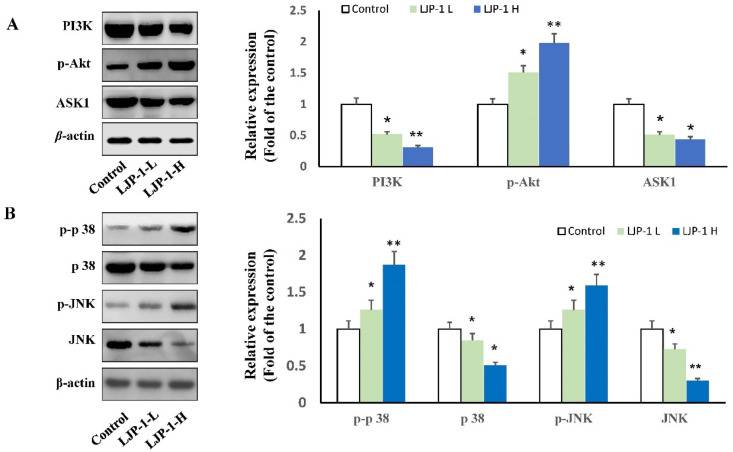 A
PI3K
p-Akt
ASK1
β-actin
Control
LJP-1-L
LJP-1-H
Control
LJP-1 L
LJP-1 H
Relative expression
(Fold of the control)
2.5
2
1.5
1
0.5
0
*
**
*
**
*
*
PI3K
p-Akt
ASK1
B
p-p 38
p 38
p-JNK
JNK
β-actin
Control
LJP-1-L
LJP-1-H
Control
LJP-1 L
LJP-1 H
Relative expression
(Fold of the control)
2.5
2
1.5
1
0.5
0
*
**
*
*
*
**
*
**
p-p 38
p 38
p-JNK
JNK